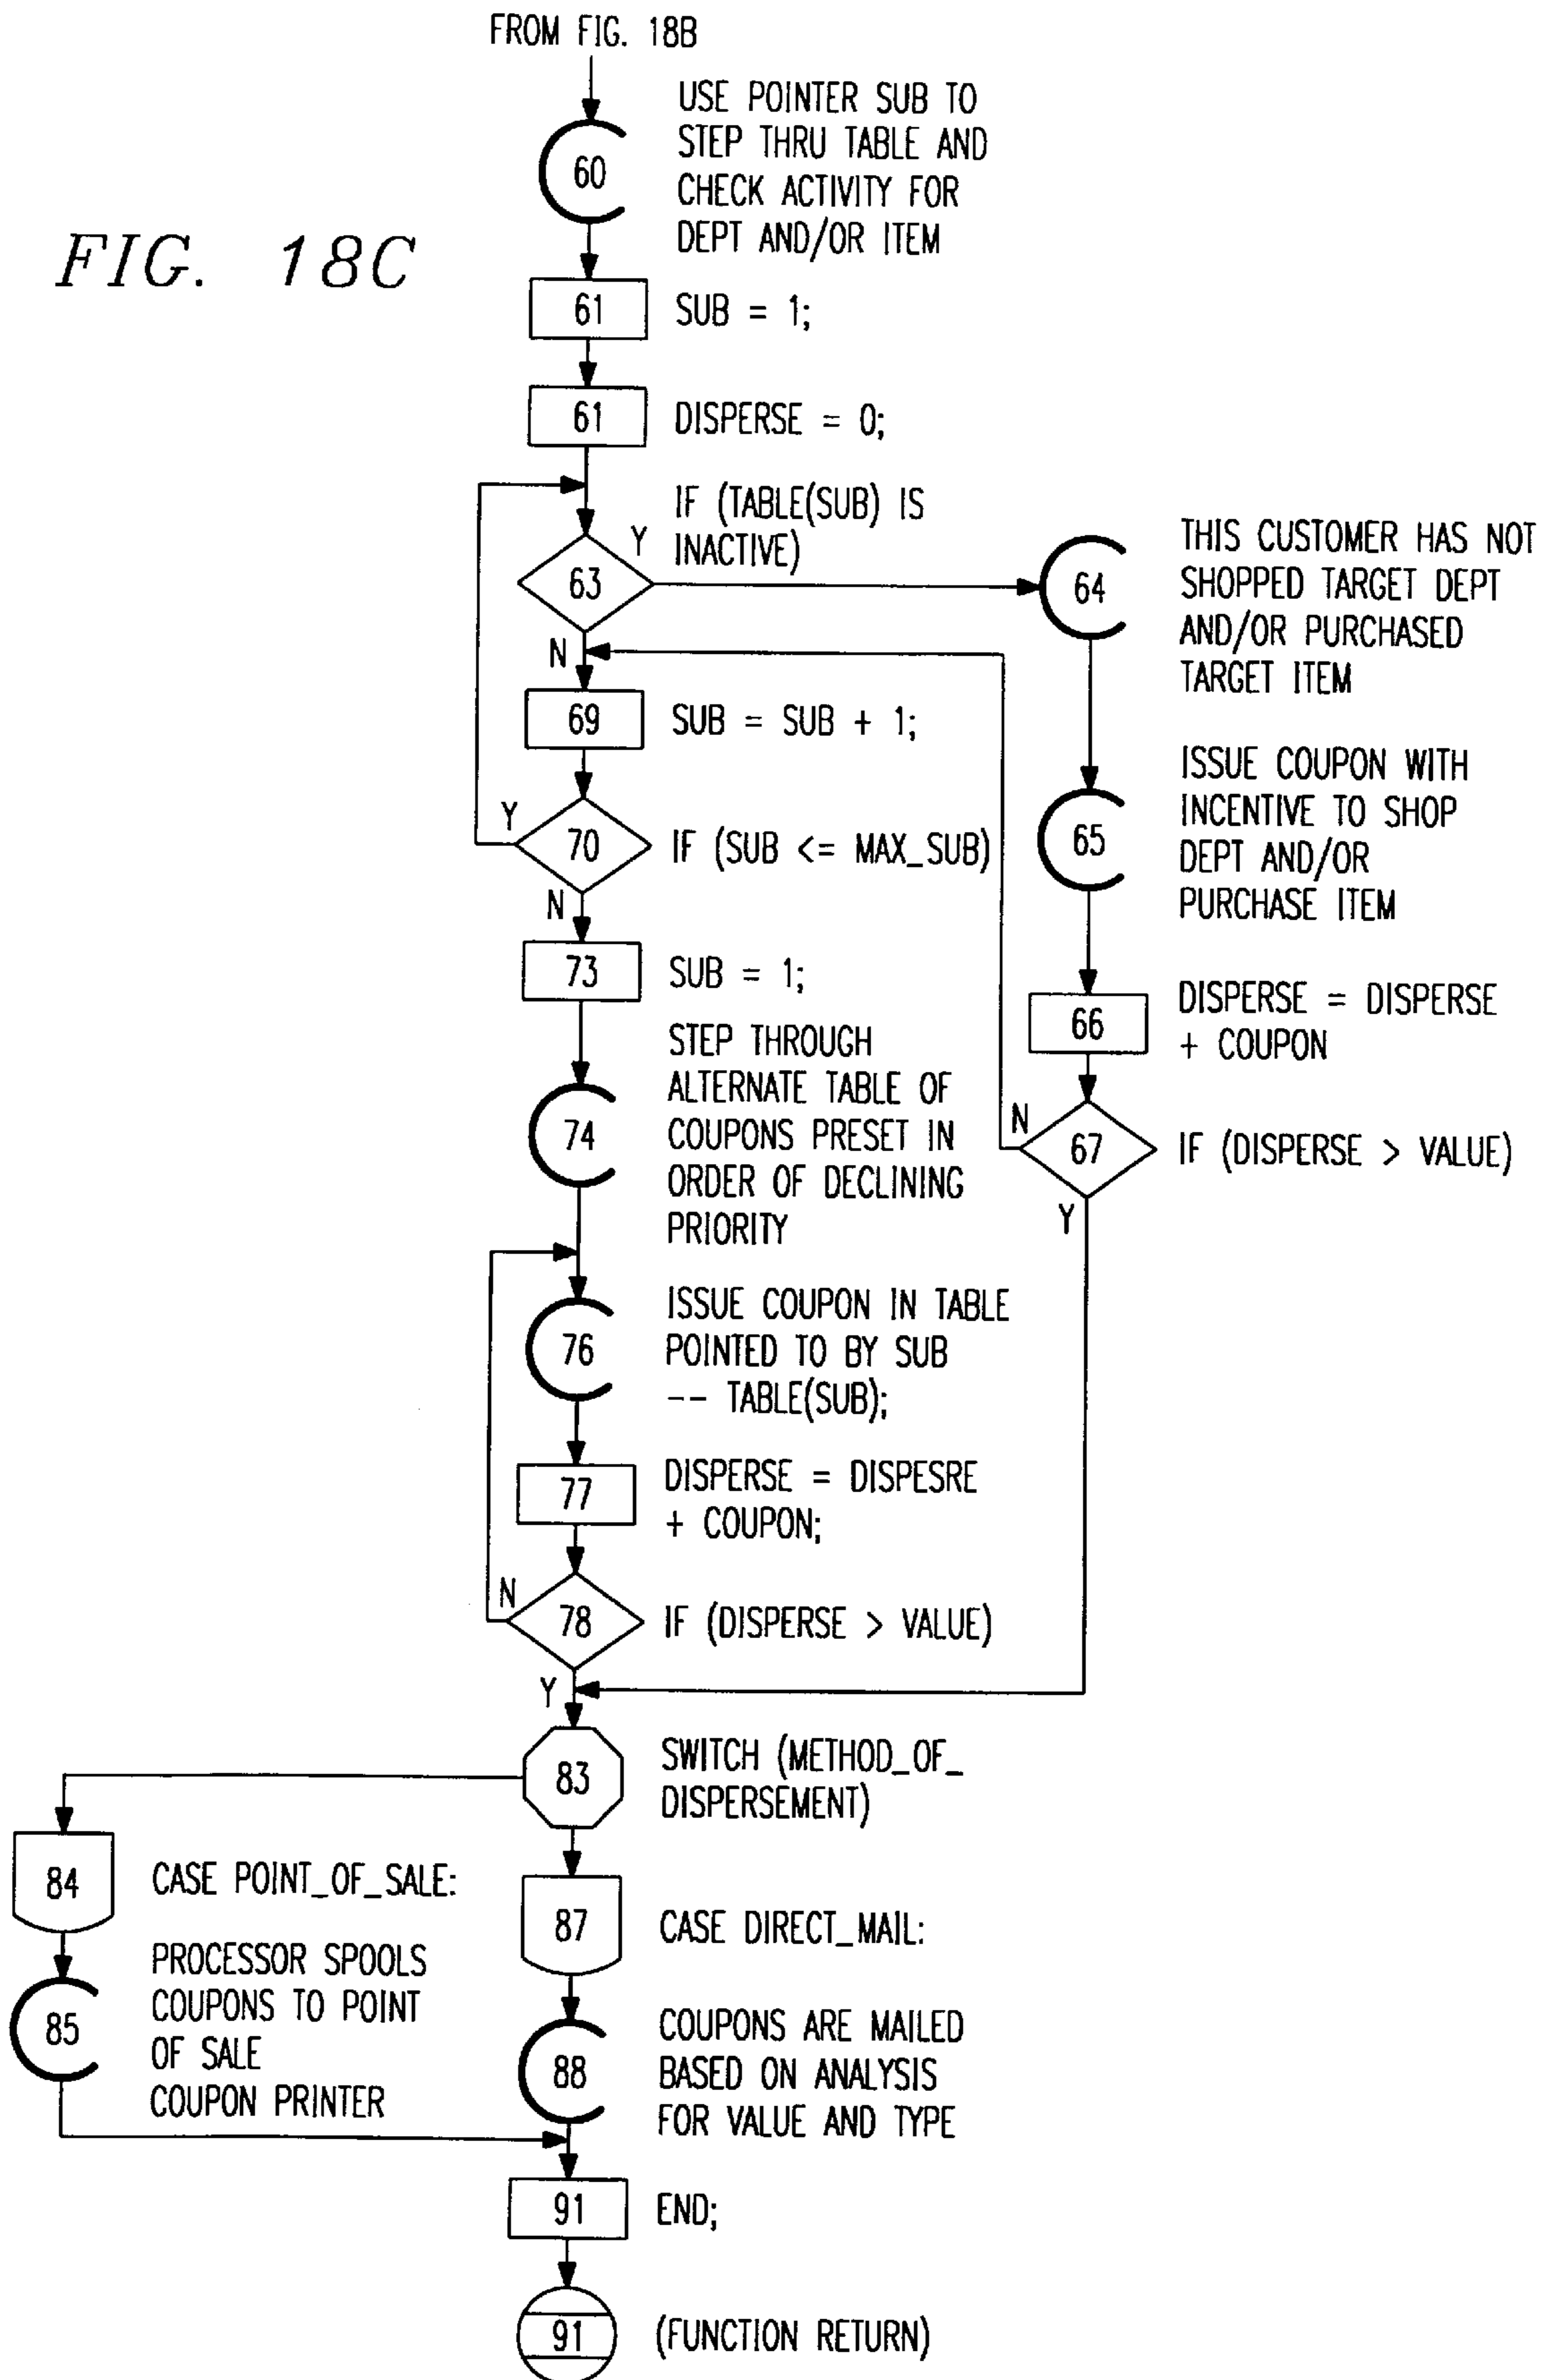 FROM FIG. 18B
FIG. 18C
60
USE POINTER SUB TO
STEP THRU TABLE AND
CHECK ACTIVITY FOR
DEPT AND/OR ITEM
61
SUB = 1;
61
DISPERSE = 0;
IF (TABLE(SUB) IS
INACTIVE)
Y
63
N
64
THIS CUSTOMER HAS NOT
SHOPPED TARGET DEPT
AND/OR PURCHASED
TARGET ITEM
69
SUB = SUB + 1;
65
ISSUE COUPON WITH
INCENTIVE TO SHOP
DEPT AND/OR
PURCHASE ITEM
Y
70
IF (SUB <= MAX_SUB)
N
73
SUB = 1;
66
DISPERSE = DISPERSE
+ COUPON
74
STEP THROUGH
ALTERNATE TABLE OF
COUPONS PRESET IN
ORDER OF DECLINING
PRIORITY
N
67
IF (DISPERSE > VALUE)
Y
76
ISSUE COUPON IN TABLE
POINTED TO BY SUB
-- TABLE(SUB);
77
DISPERSE = DISPESRE
+ COUPON;
N
78
IF (DISPERSE > VALUE)
Y
83
SWITCH (METHOD_OF_
DISPERSEMENT)
84
CASE POINT_OF_SALE:
87
CASE DIRECT_MAIL:
85
PROCESSOR SPOOLS
COUPONS TO POINT
OF SALE
COUPON PRINTER
88
COUPONS ARE MAILED
BASED ON ANALYSIS
FOR VALUE AND TYPE
91
END;
91
(FUNCTION RETURN)